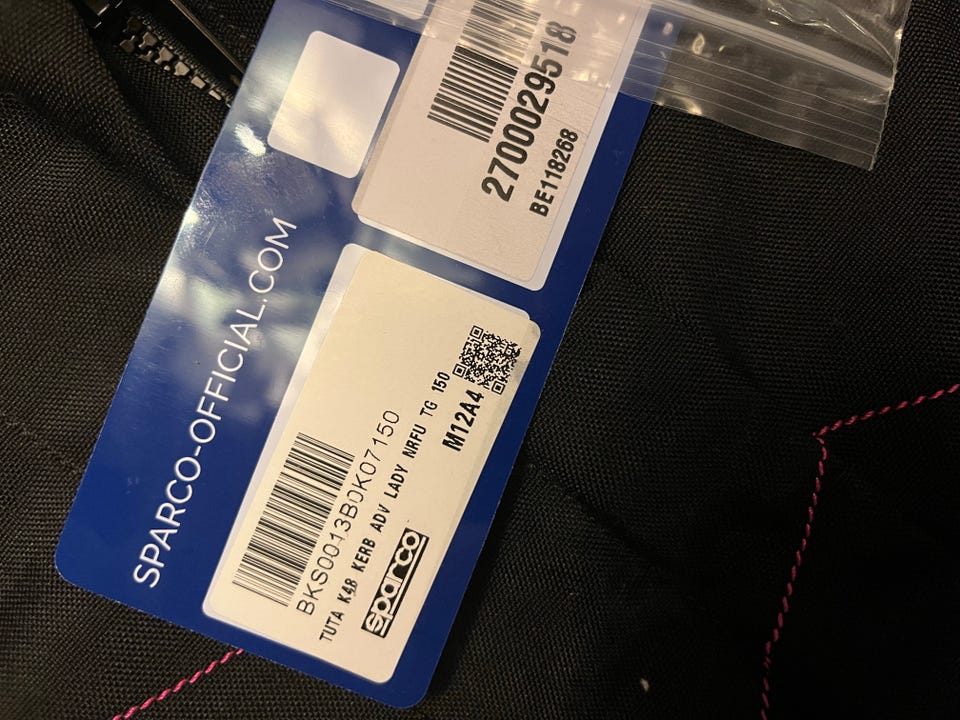 SPARCO-OFFICIAL.COM
2700029518
BE118268
BKS0013B0K07150
TUTA K48 KERB ADV LADY NRFU TG 150
M12A4
sparco